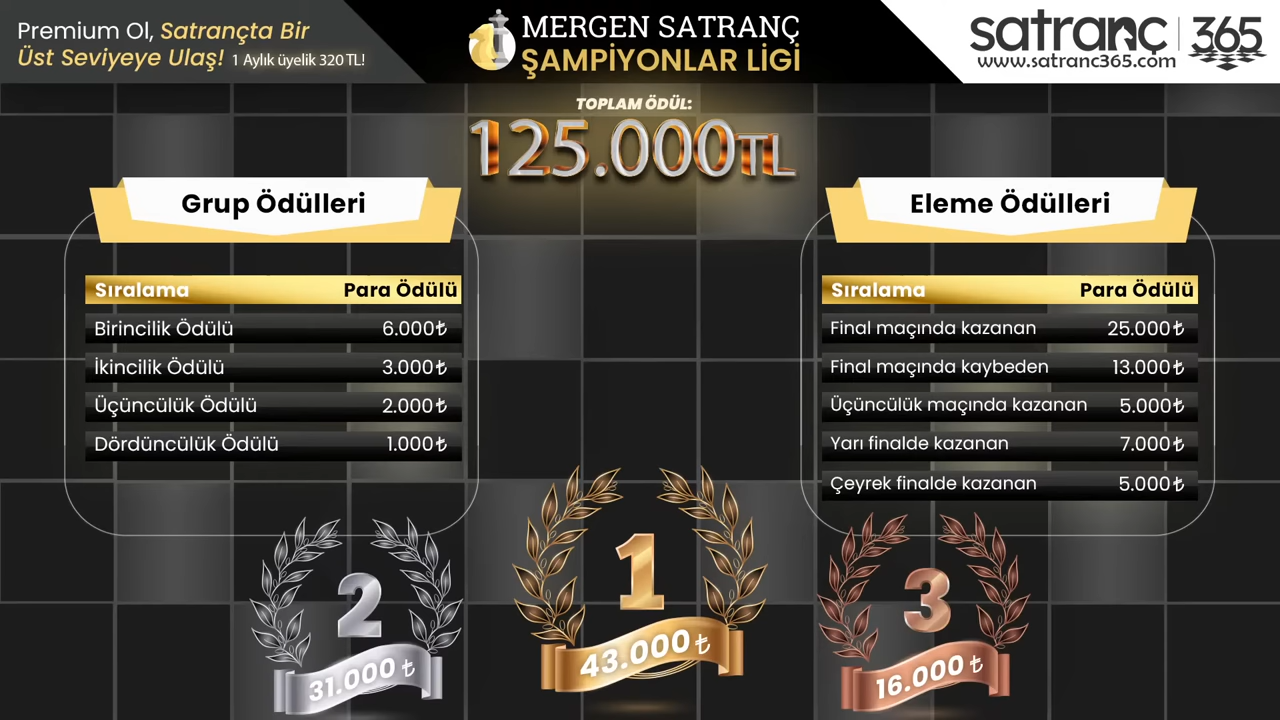 Premium Ol, Satrançta Bir
Üst Seviyeye Ulaş! 1 Aylık üyelik 320 TL!
MERGEN SATRANÇ
ŞAMPİYONLAR LİGİ
satranç 365
www.satranc365.com
TOPLAM ÖDÜL:
125.000TL
Grup Ödülleri
Sıralama Para Ödülü
Birincilik Ödülü 6.000₺
İkincilik Ödülü 3.000₺
Üçüncülük Ödülü 2.000₺
Dördüncülük Ödülü 1.000₺
Eleme Ödülleri
Sıralama Para Ödülü
Final maçında kazanan 25.000₺
Final maçında kaybeden 13.000₺
Üçüncülük maçında kazanan 5.000₺
Yarı finalde kazanan 7.000₺
Çeyrek finalde kazanan 5.000₺
2
31.000 ₺
1
43.000 ₺
3
16.000 ₺